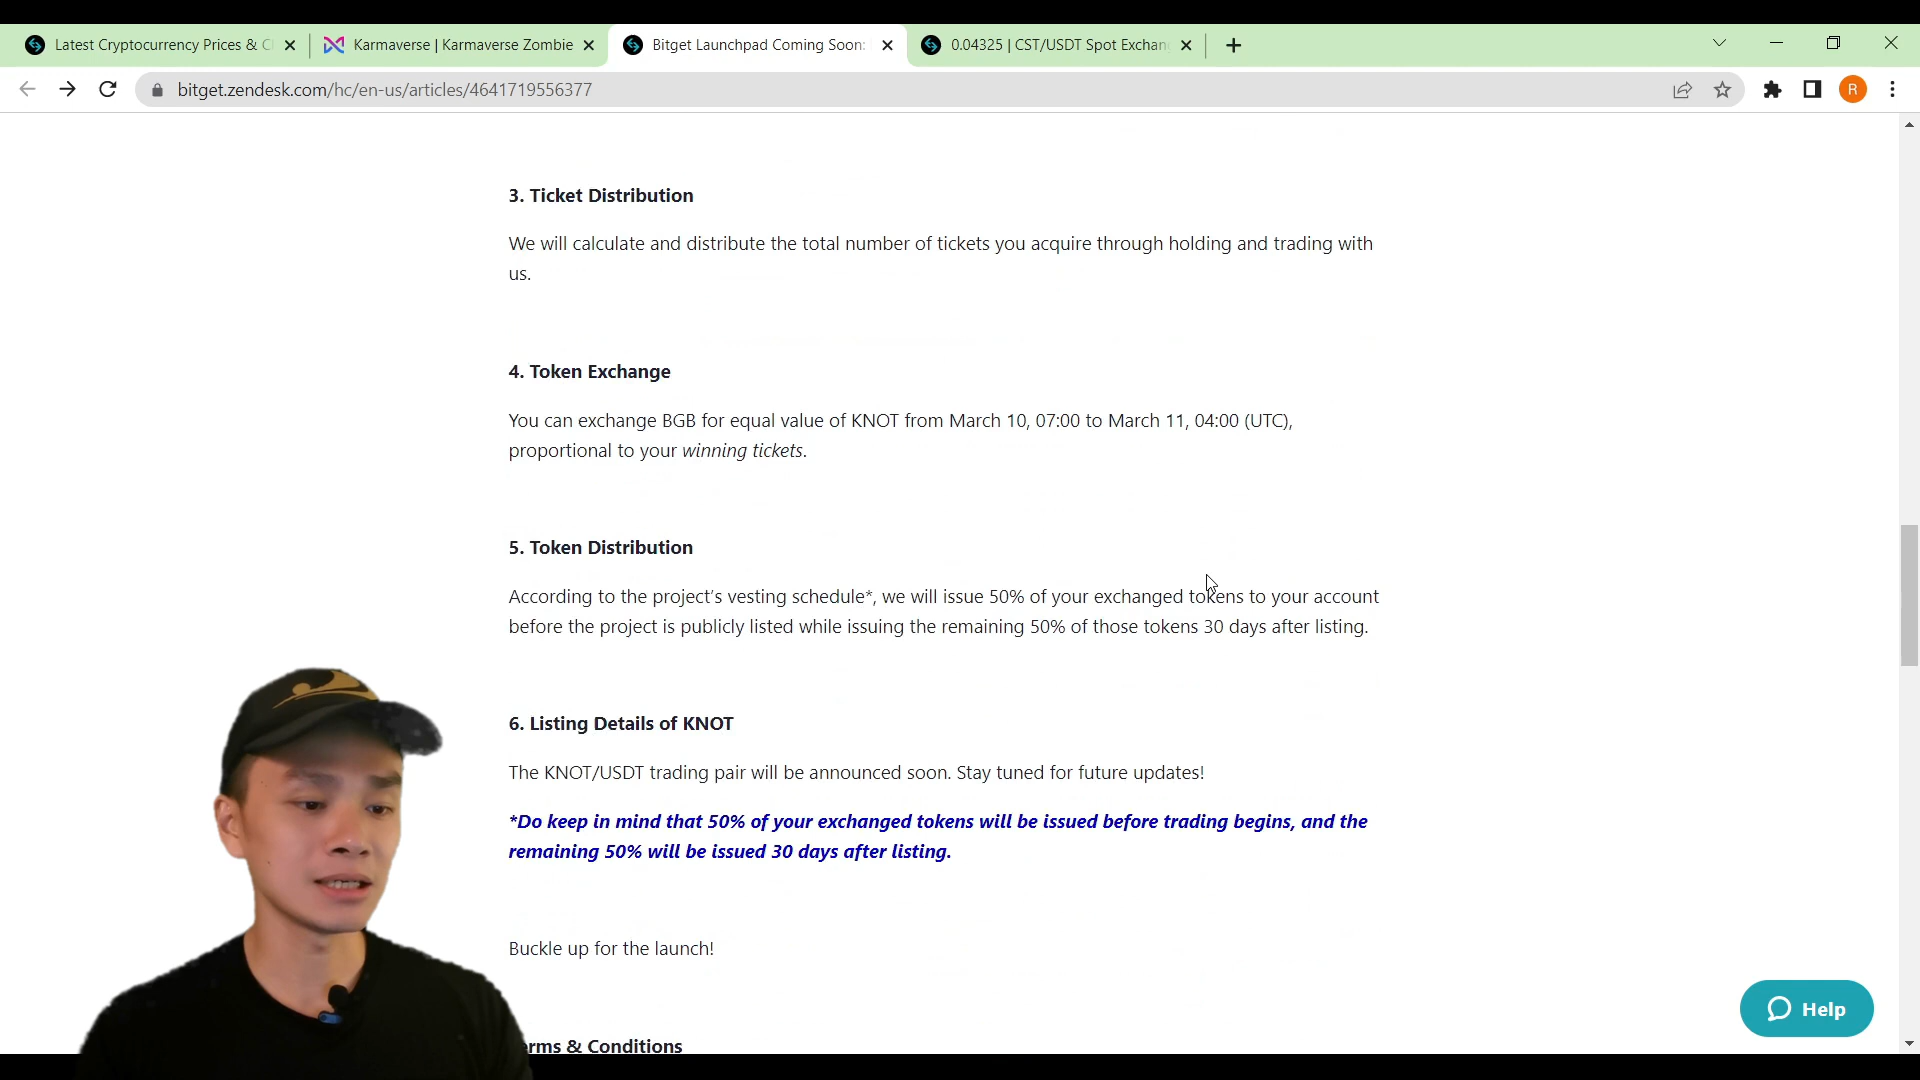 Latest Cryptocurrency Prices & C
Karmaverse | Karmaverse Zombie
Bitget Launchpad Coming Soon:
0.04325 | CST/USDT Spot Exchan
bitget.zendesk.com/hc/en-us/articles/4641719556377
R
3. Ticket Distribution
We will calculate and distribute the total number of tickets you acquire through holding and trading with
us.
4. Token Exchange
You can exchange BGB for equal value of KNOT from March 10, 07:00 to March 11, 04:00 (UTC),
proportional to your winning tickets.
5. Token Distribution
According to the project's vesting schedule*, we will issue 50% of your exchanged tokens to your account
before the project is publicly listed while issuing the remaining 50% of those tokens 30 days after listing.
6. Listing Details of KNOT
The KNOT/USDT trading pair will be announced soon. Stay tuned for future updates!
*Do keep in mind that 50% of your exchanged tokens will be issued before trading begins, and the
remaining 50% will be issued 30 days after listing.
Buckle up for the launch!
Help
erms & Conditions